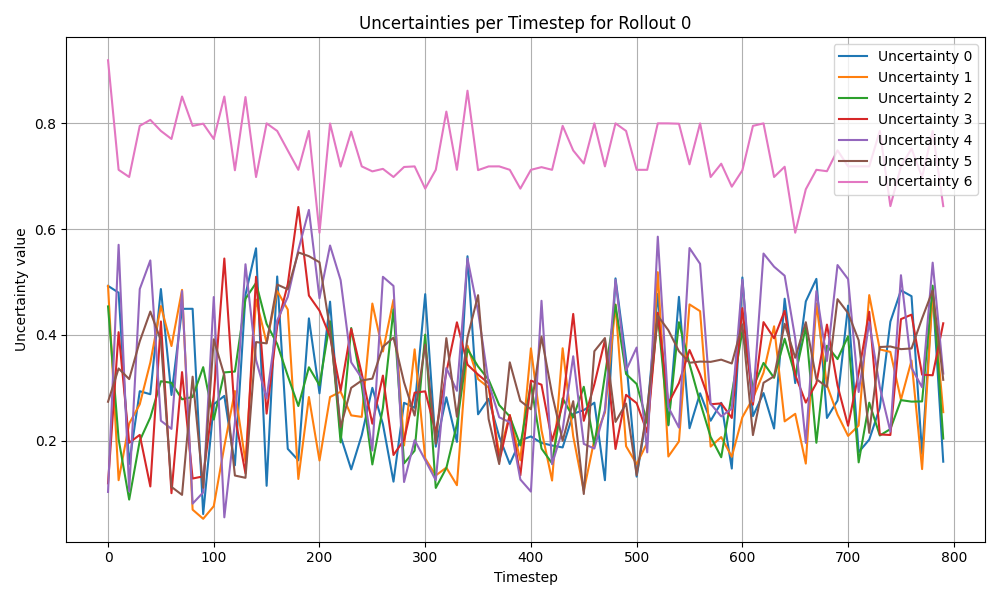 Uncertainties per Timestep for Rollout 0
Uncertainty value
0.8
0.6
0.4
0.2
Uncertainty 0
Uncertainty 1
Uncertainty 2
Uncertainty 3
Uncertainty 4
Uncertainty 5
Uncertainty 6
0 100 200 300 400 500 600 700 800
Timestep